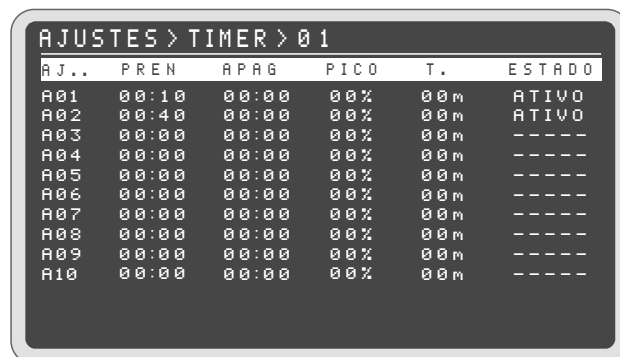 AJUSTES>TIMER>01
AJ.. PREN APAG PICO T. ESTADO
A01 00:10 00:00 00% 00m ATIVO
A02 00:40 00:00 00% 00m ATIVO
A03 00:00 00:00 00% 00m -----
A04 00:00 00:00 00% 00m -----
A05 00:00 00:00 00% 00m -----
A06 00:00 00:00 00% 00m -----
A07 00:00 00:00 00% 00m -----
A08 00:00 00:00 00% 00m -----
A09 00:00 00:00 00% 00m -----
A10 00:00 00:00 00% 00m -----